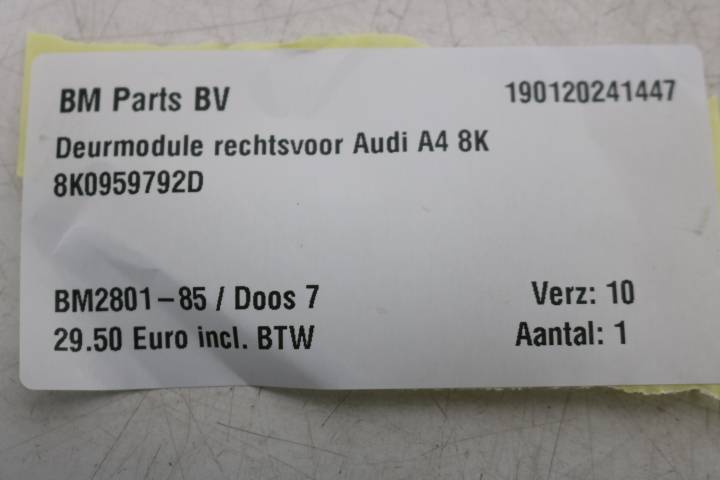 BM Parts BV 190120241447
Deurmodule rechtsvoor Audi A4 8K
8K0959792D
BM2801-85 / Doos 7 Verz: 10
29.50 Euro incl. BTW Aantal: 1